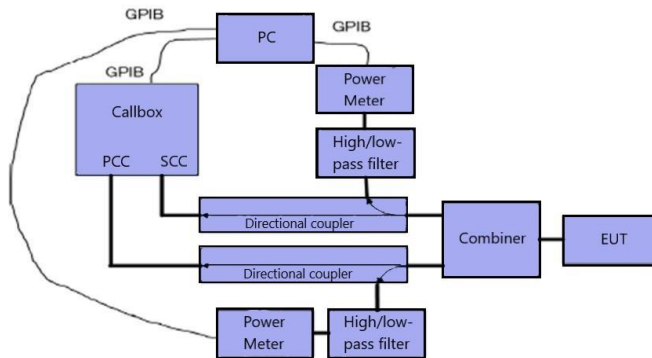 GPIB
PC
GPIB
GPIB
Power
Meter
Callbox
PCC SCC
High/low-
pass filter
Directional coupler
Combiner
EUT
Directional coupler
Power
Meter
High/low-
pass filter